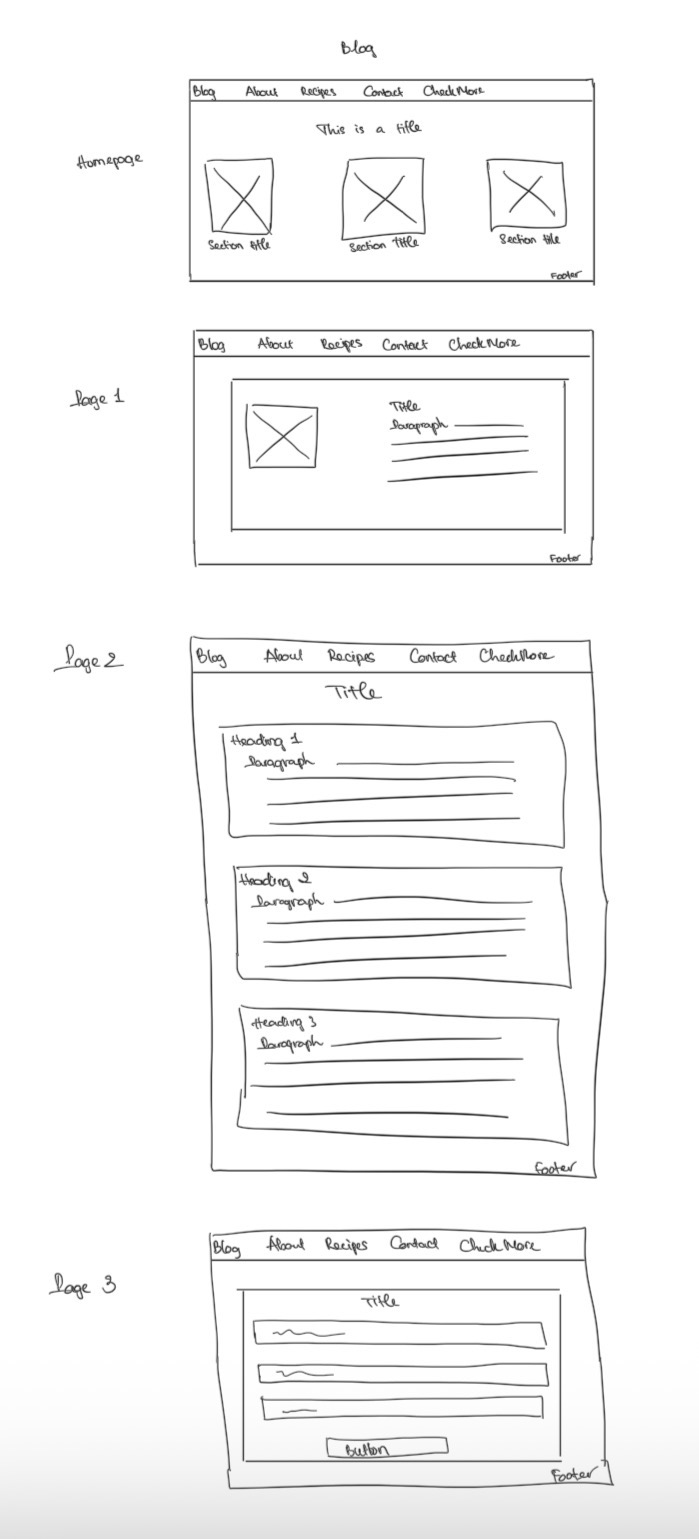 Blog
Blog About Recipes Contact CheckMore
This is a title
Homepage
Section title Section Title Section title
Footer
Blog About Recipes Contact CheckMore
Page 1
Title
Paragraph
Footer
Page 2
Blog About Recipes Contact CheckMore
Title
Heading 1
Paragraph
Heading 2
Paragraph
Heading 3
Paragraph
Footer
Blog About Recipes Contact Check More
Page 3
Title
Button
Footer